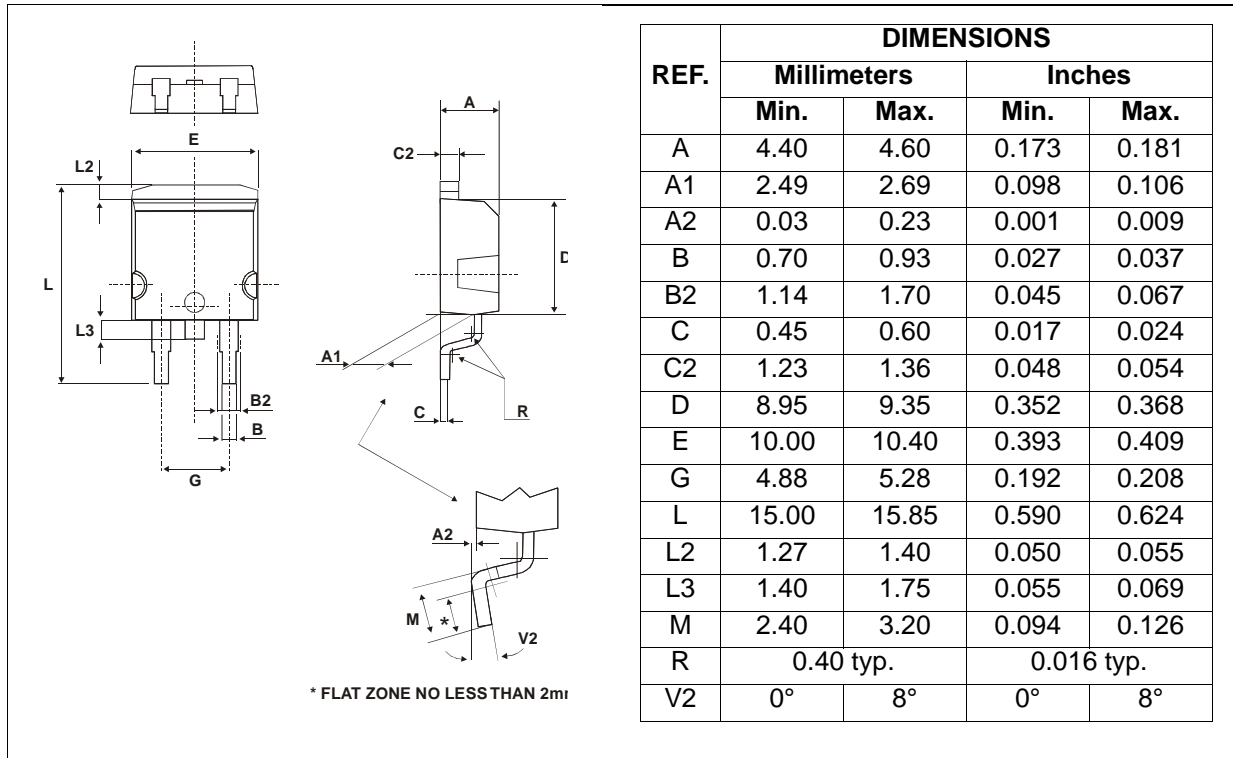 A
E
C2
L2
D
L
L3
A1
B2
C
R
B
G
A2
M
*
V2
* FLAT ZONE NO LESS THAN 2mm
DIMENSIONS
REF. Millimeters Inches
Min. Max. Min. Max.
A 4.40 4.60 0.173 0.181
A1 2.49 2.69 0.098 0.106
A2 0.03 0.23 0.001 0.009
B 0.70 0.93 0.027 0.037
B2 1.14 1.70 0.045 0.067
C 0.45 0.60 0.017 0.024
C2 1.23 1.36 0.048 0.054
D 8.95 9.35 0.352 0.368
E 10.00 10.40 0.393 0.409
G 4.88 5.28 0.192 0.208
L 15.00 15.85 0.590 0.624
L2 1.27 1.40 0.050 0.055
L3 1.40 1.75 0.055 0.069
M 2.40 3.20 0.094 0.126
R 0.40 typ. 0.016 typ.
V2 0° 8° 0° 8°